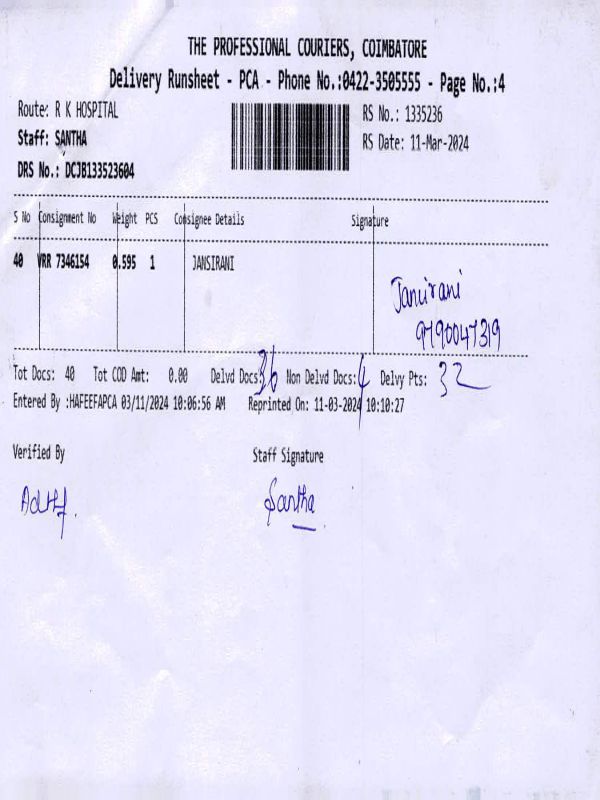 THE PROFESSIONAL COURIERS, COIMBATORE
Delivery Runsheet - PCA - Phone No.:0422-3505555 - Page No.:4
Route: R K HOSPITAL RS No.: 1335236
Staff: SANTHA RS Date: 11-Mar-2024
DRS No.: DCJB133523604
S No Consignment No Weight PCS Consignee Details Signature
40 VRR 7346154 0.595 1 JANSIRANI
Jansirani
9790047319
Tot Docs: 40 Tot COD Amt: 0.00 Delvd Docs: 36 Non Delvd Docs: 4 Delvy Pts: 32
Entered By :HAFEEFAPCA 03/11/2024 10:06:56 AM Reprinted On: 11-03-2024 10:10:27
Verified By Staff Signature
Santha